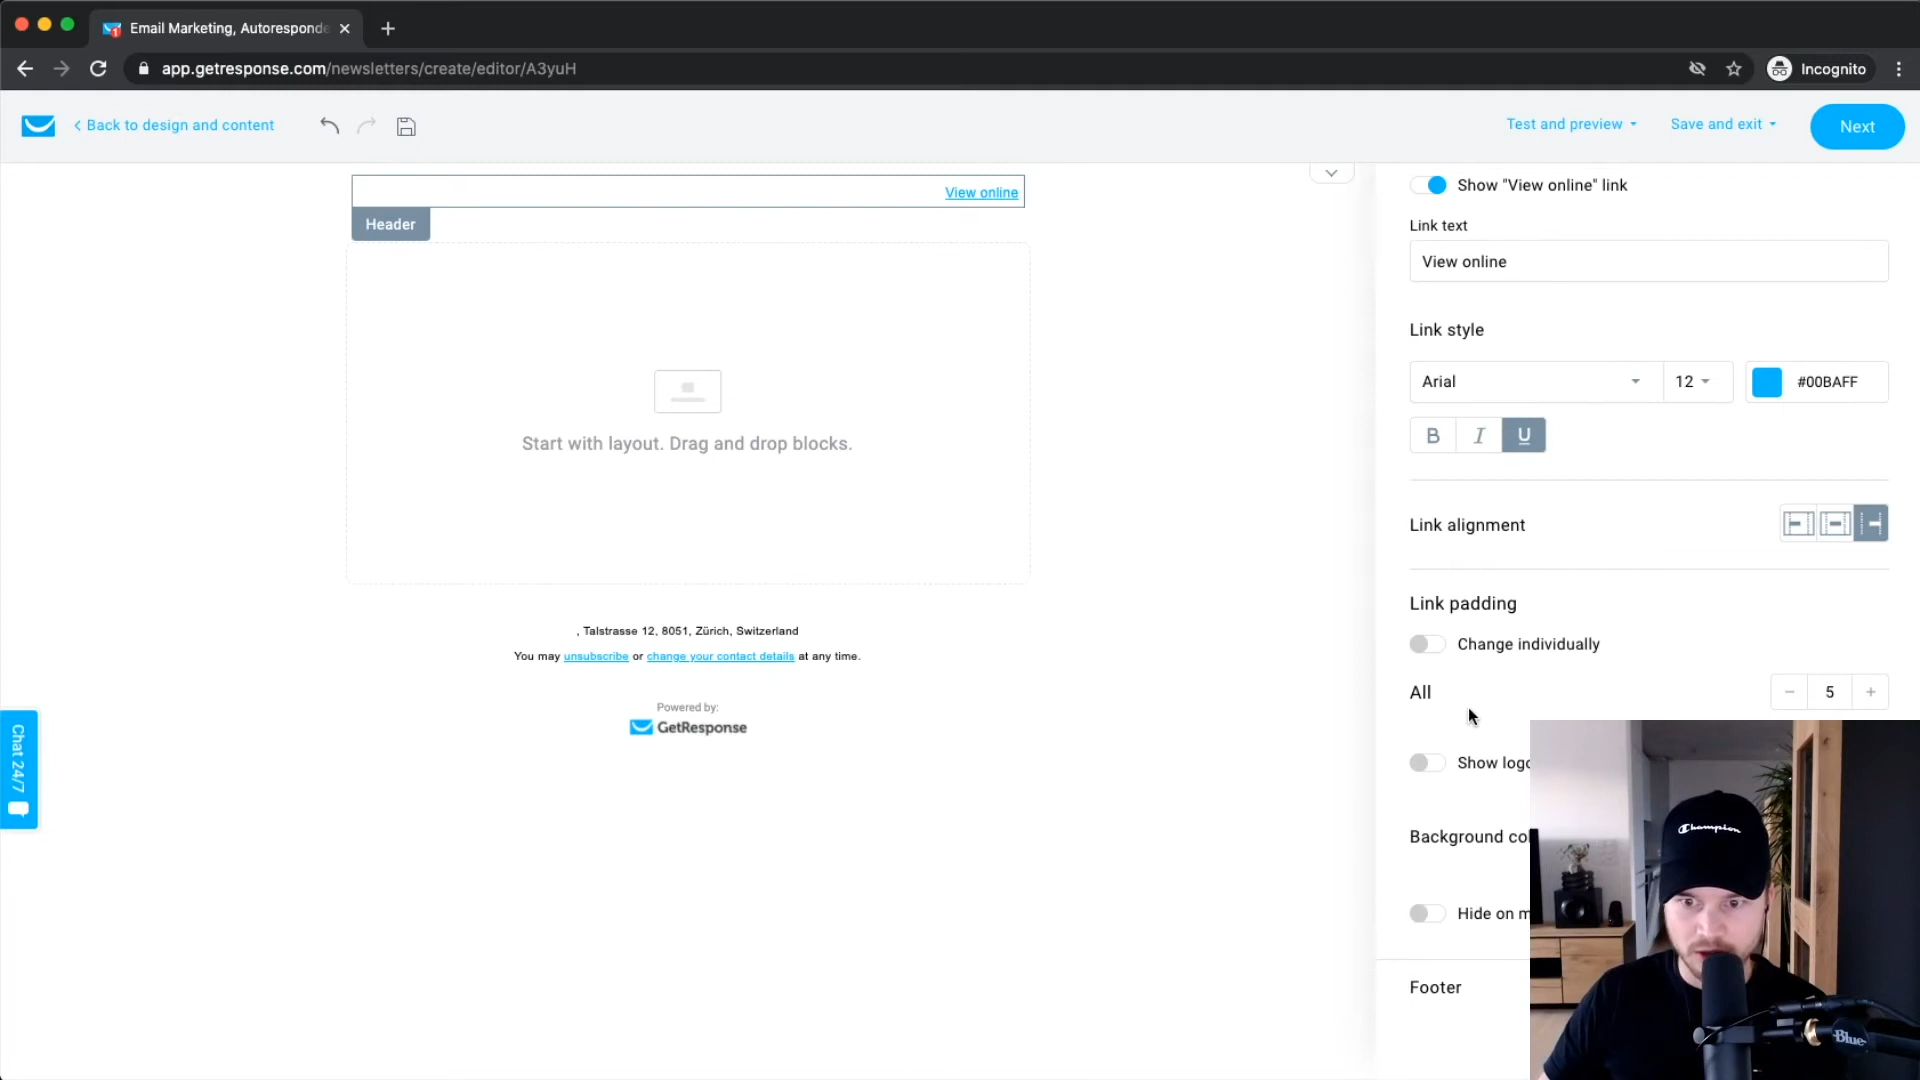 Email Marketing, Autoresponde
app.getresponse.com/newsletters/create/editor/A3yuH
Incognito
Back to design and content
Test and preview
Save and exit
Next
View online
Header
Start with layout. Drag and drop blocks.
, Talstrasse 12, 8051, Zürich, Switzerland
You may unsubscribe or change your contact details at any time.
Powered by:
GetResponse
Chat 24/7
Show "View online" link
Link text
View online
Link style
Arial
12
#00BAFF
B I U
Link alignment
Link padding
Change individually
All
5
Show logo
Background co
Hide on m
Footer
Champion
Blue